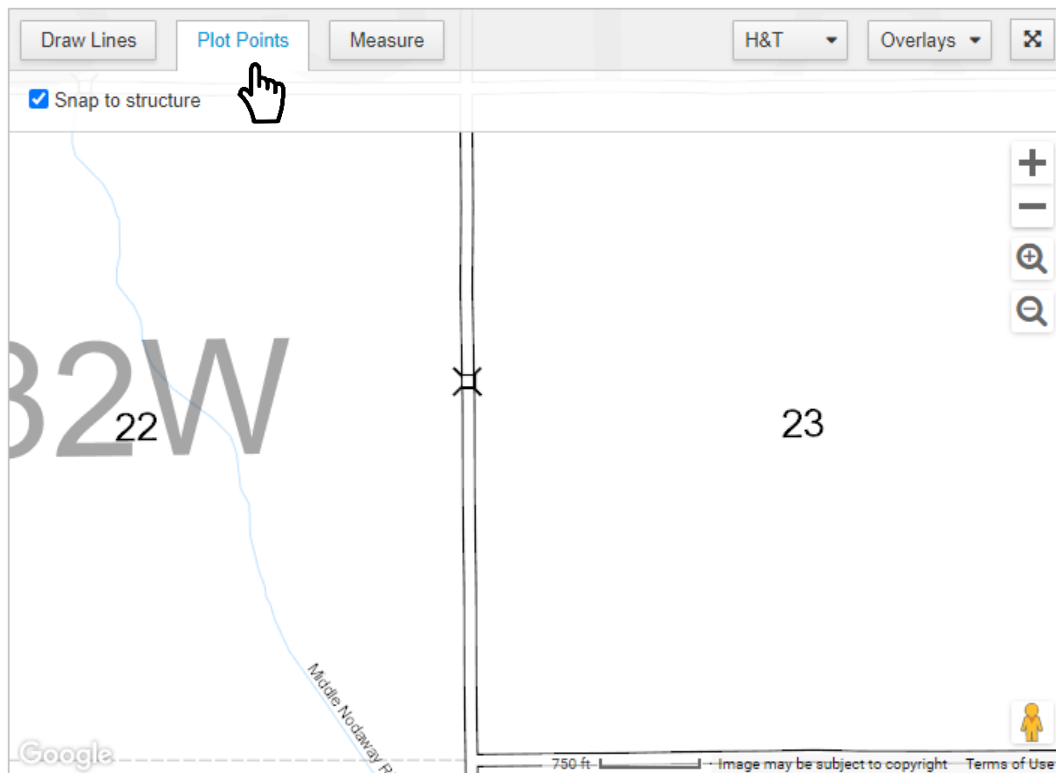 Draw Lines
Plot Points
Measure
H&T
Overlays
Snap to structure
32W
22
23
Middle Nodaway R
Google
750 ft
Image may be subject to copyright
Terms of Use